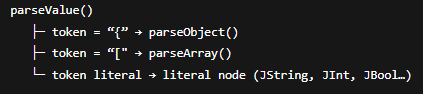 parseValue()
├─ token = “{” → parseObject()
├─ token = “[" → parseArray()
└─ token literal → literal node (JString, JInt, JBool…)